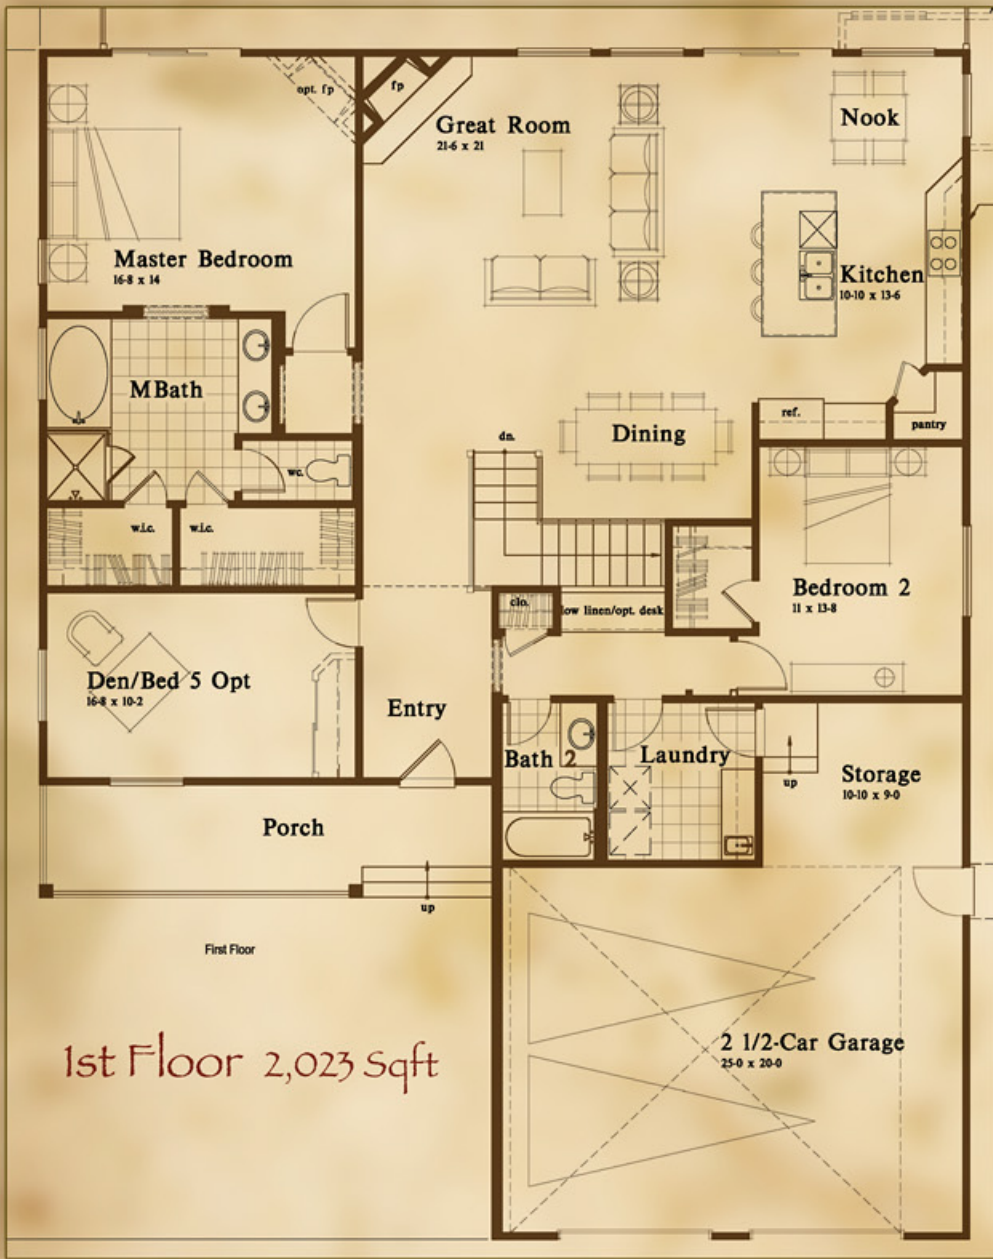 opt. fp
fp
Great Room
21-6 x 21
Nook
Master Bedroom
16-8 x 14
Kitchen
10-10 x 13-6
MBath
ref.
pantry
dn.
Dining
wc.
w.i.c.
w.i.c.
Bedroom 2
11 x 13-8
clo.
low linen/opt. desk
Den/Bed 5 Opt
16-8 x 10-2
Entry
Bath 2
Laundry
up
Storage
10-10 x 9-0
Porch
up
First Floor
1st Floor 2,023 Sqft
2 1/2-Car Garage
25-0 x 20-0